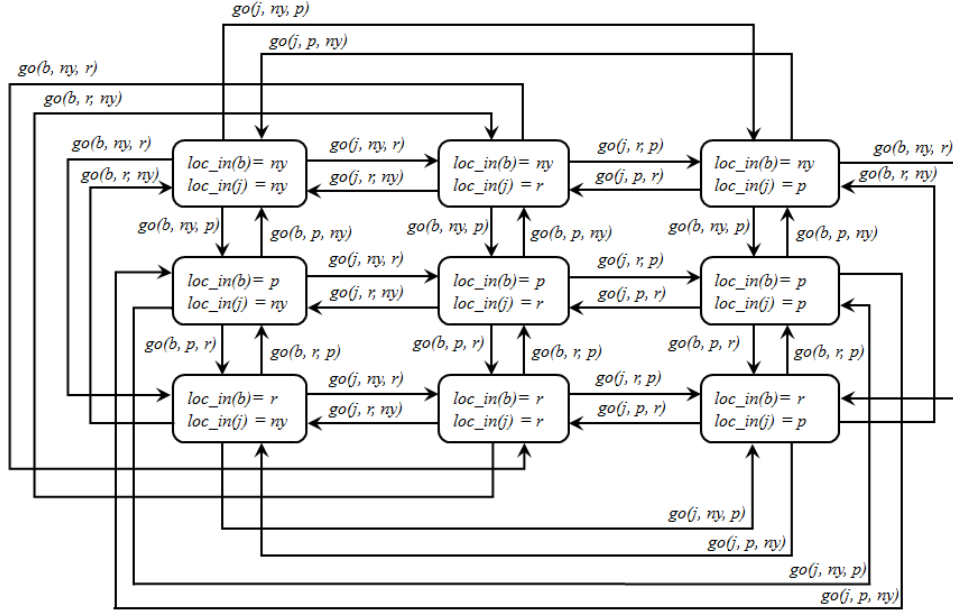 go(j, ny, p)
go(j, p, ny)
go(b, ny, r)
go(b, r, ny)
go(b, ny, r)
loc_in(b)= ny
loc_in(j) = ny
go(j, ny, r)
go(j, r, ny)
loc_in(b)= ny
loc_in(j) = r
go(j, r, p)
go(j, p, r)
loc_in(b)= ny
loc_in(j) = p
go(b, ny, r)
go(b, r, ny)
go(b, r, ny)
go(b, ny, p)
go(b, p, ny)
go(b, ny, p)
go(b, p, ny)
go(b, ny, p)
go(b, p, ny)
loc_in(b)= p
loc_in(j) = ny
go(j, ny, r)
go(j, r, ny)
loc_in(b)= p
loc_in(j) = r
go(j, r, p)
go(j, p, r)
loc_in(b)= p
loc_in(j) = p
go(b, p, r)
go(b, r, p)
go(b, p, r)
go(b, r, p)
go(b, p, r)
go(b, r, p)
loc_in(b)= r
loc_in(j) = ny
go(j, ny, r)
go(j, r, ny)
loc_in(b)= r
loc_in(j) = r
go(j, r, p)
go(j, p, r)
loc_in(b)= r
loc_in(j) = p
go(j, ny, p)
go(j, p, ny)
go(j, ny, p)
go(j, p, ny)